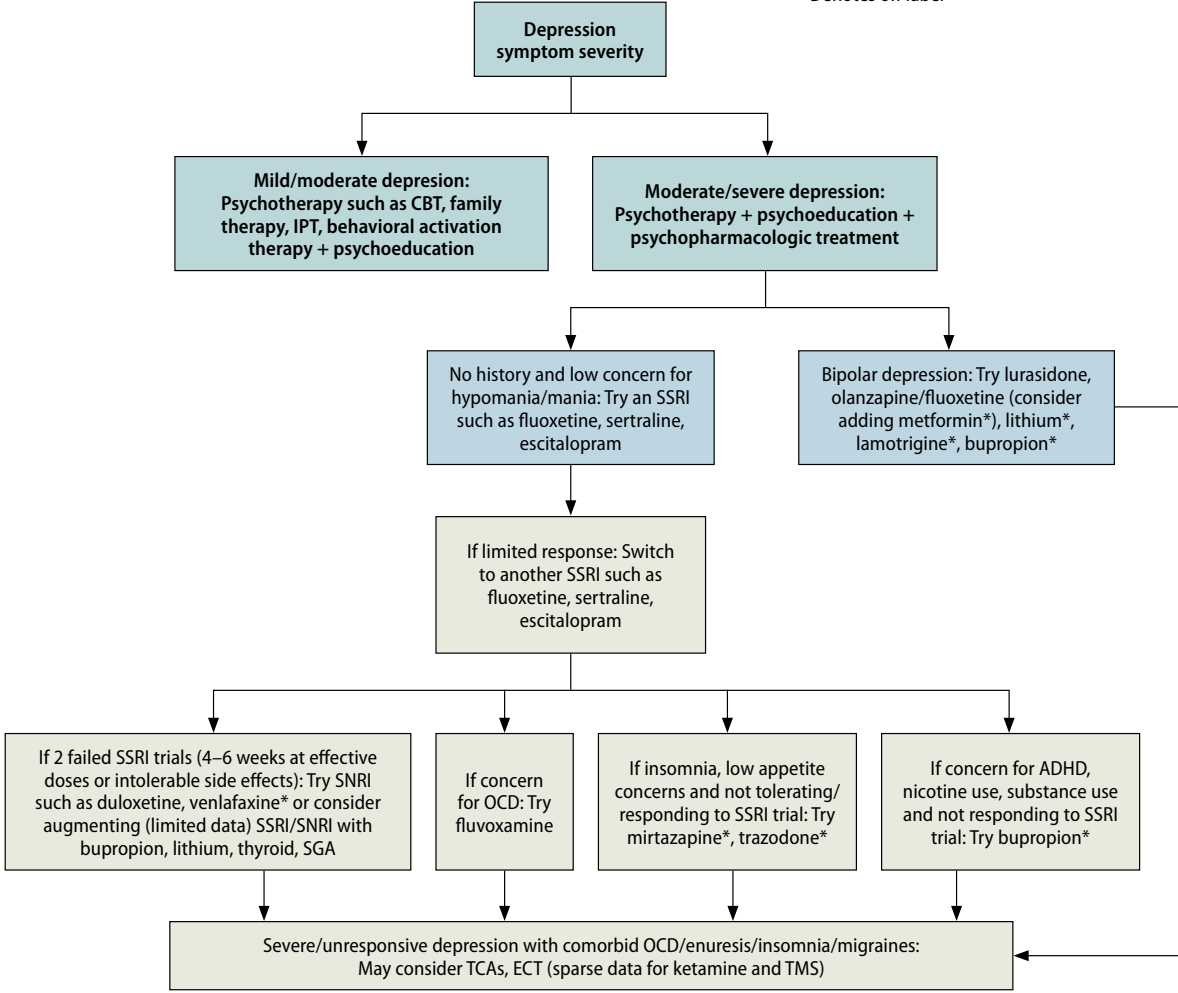 Depression
symptom severity
Mild/moderate depresion:
Psychotherapy such as CBT, family
therapy, IPT, behavioral activation
therapy + psychoeducation
Moderate/severe depression:
Psychotherapy + psychoeducation +
psychopharmacologic treatment
No history and low concern for
hypomania/mania: Try an SSRI
such as fluoxetine, sertraline,
escitalopram
Bipolar depression: Try lurasidone,
olanzapine/fluoxetine (consider
adding metformin*), lithium*,
lamotrigine*, bupropion*
If limited response: Switch
to another SSRI such as
fluoxetine, sertraline,
escitalopram
If 2 failed SSRI trials (4–6 weeks at effective
doses or intolerable side effects): Try SNRI
such as duloxetine, venlafaxine* or consider
augmenting (limited data) SSRI/SNRI with
bupropion, lithium, thyroid, SGA
If concern
for OCD: Try
fluvoxamine
If insomnia, low appetite
concerns and not tolerating/
responding to SSRI trial: Try
mirtazapine*, trazodone*
If concern for ADHD,
nicotine use, substance use
and not responding to SSRI
trial: Try bupropion*
Severe/unresponsive depression with comorbid OCD/enuresis/insomnia/migraines:
May consider TCAs, ECT (sparse data for ketamine and TMS)